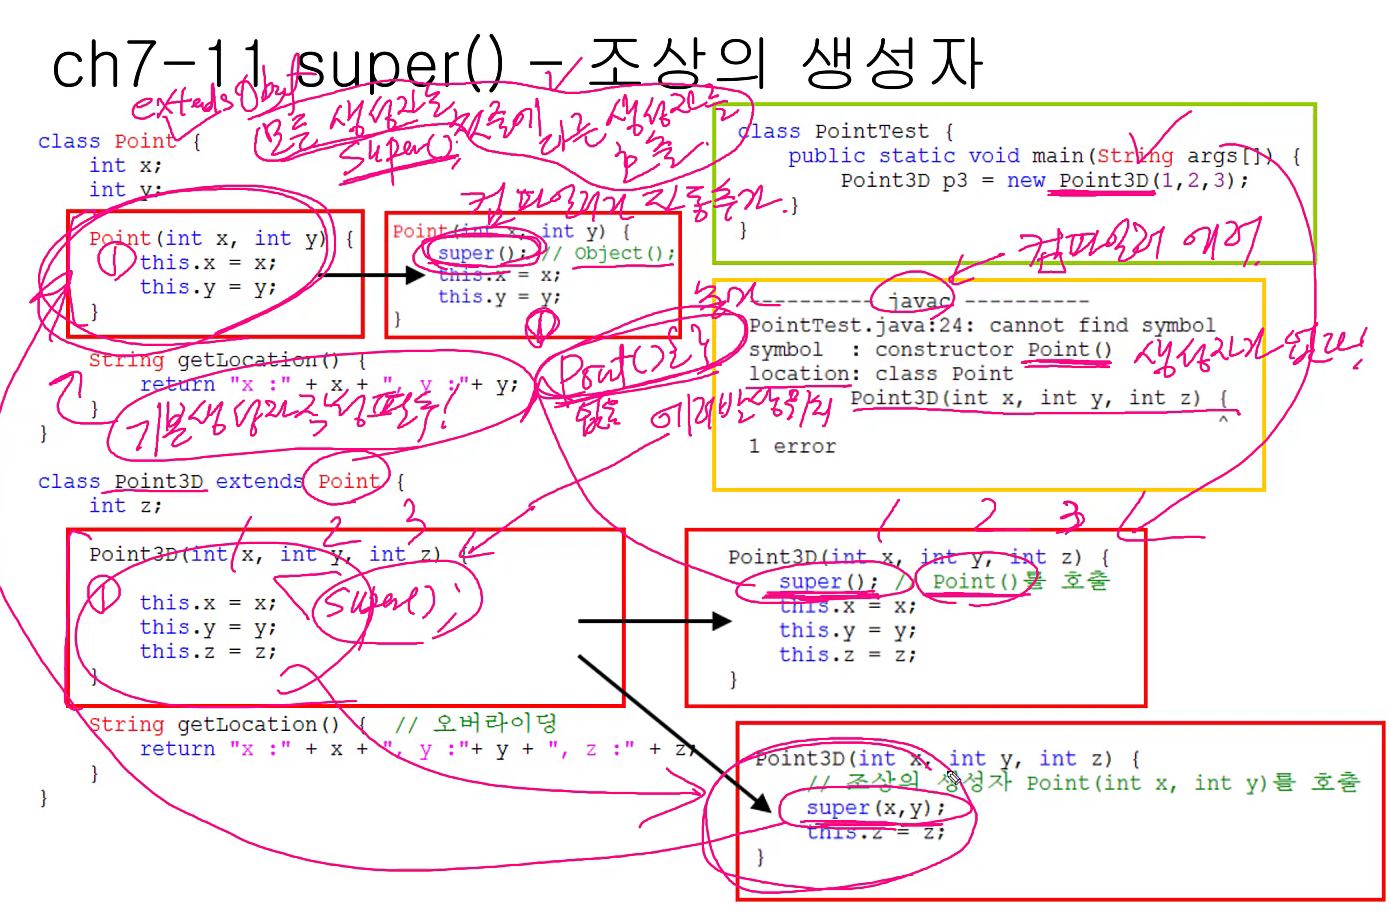 ch7-11 super() – 조상의 생성자
모든 생성자는
첫줄에 다른 생성자를
super();
호출.
class Point {
int x;
int y;
컴파일러가 자동추가.
Point(int x, int y) {
① this.x = x;
this.y = y;
}
Point(int x, int y) {
super(); // Object();
this.x = x;
this.y = y;
}
String getLocation() {
return "x :" + x + ", y :"+ y;
}
}
기본생성자 작성 필수!
Point()는
없음
에러발생위치
class PointTest {
public static void main(String args[]) {
Point3D p3 = new Point3D(1,2,3);
}
}
컴파일러 에러.
---------- javac ----------
PointTest.java:24: cannot find symbol
symbol  : constructor Point()
생성자가 없다!
location: class Point
Point3D(int x, int y, int z) {
^
1 error
class Point3D extends Point {
int z;
1 2 3
Point3D(int x, int y, int z) {
super();
① this.x = x;
this.y = y;
this.z = z;
}
1 2 3
Point3D(int x, int y, int z) {
super(); // Point()를 호출
this.x = x;
this.y = y;
this.z = z;
}
String getLocation() {  // 오버라이딩
return "x :" + x + ", y :"+ y + ", z :" + z;
}
}
Point3D(int x, int y, int z) {
// 조상의 생성자 Point(int x, int y)를 호출
super(x,y);
this.z = z;
}